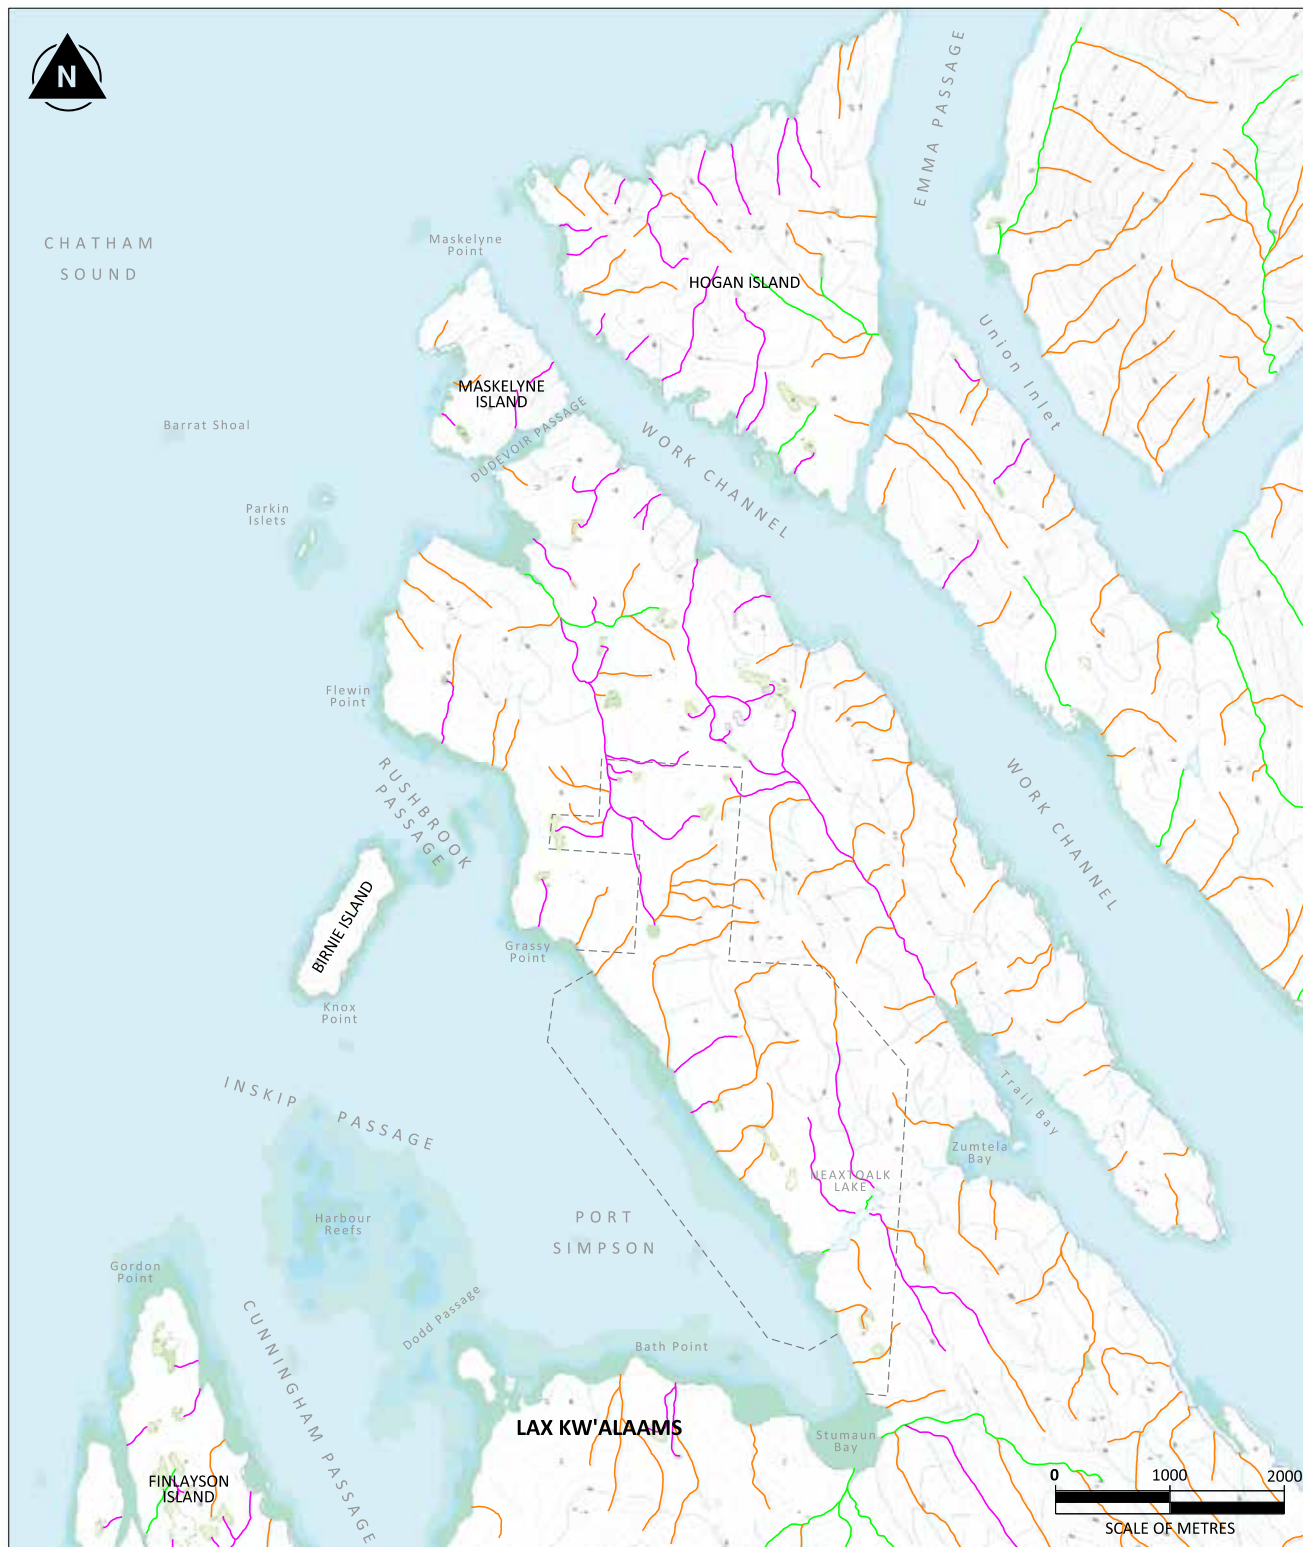 N
EMMA PASSAGE
CHATHAM
SOUND
Maskelyne
Point
HOGAN ISLAND
Union Inlet
MASKELYNE
ISLAND
DUDEVOIR PASSAGE
Barrat Shoal
WORK CHANNEL
Parkin
Islets
Flewin
Point
RUSHBROOK
PASSAGE
WORK CHANNEL
BIRNIE ISLAND
Grassy
Point
Knox
Point
INSKIP PASSAGE
Trail Bay
Zumtela
Bay
NEAXTOALK
LAKE
Harbour
Reefs
PORT
SIMPSON
Gordon
Point
Dodd Passage
CUNNINGHAM PASSAGE
Bath Point
LAX KW'ALAAMS
Stumaun
Bay
FINLAYSON
ISLAND
0 1000 2000
SCALE OF METRES